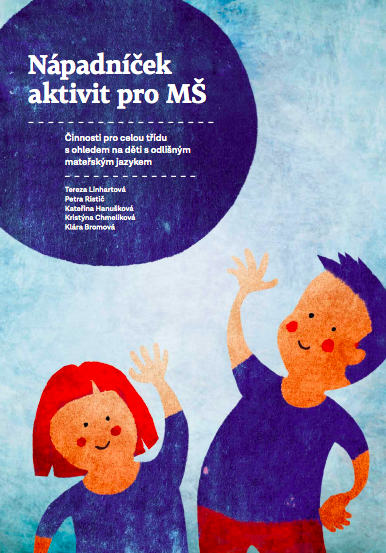 Nápadníček
aktivit pro MŠ
Činnosti pro celou třídu
s ohledem na děti s odlišným
mateřským jazykem
Tereza Linhartová
Petra Ristič
Kateřina Hanušková
Kristýna Chmelíková
Klára Bromová